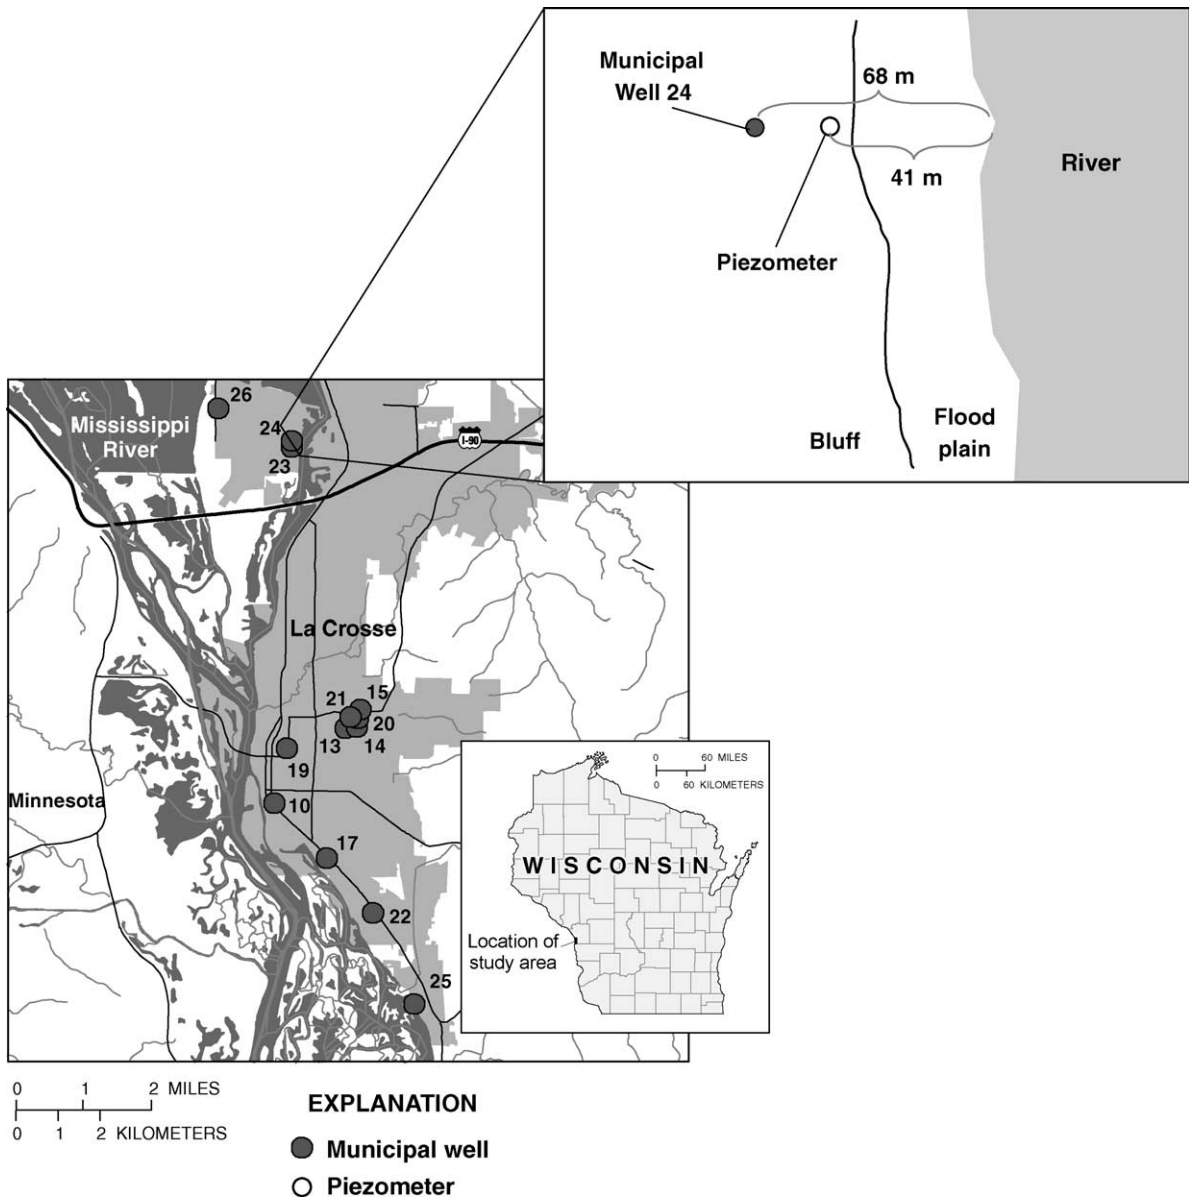 Municipal
Well 24
68 m
41 m
River
Piezometer
Bluff
Flood
plain
26
Mississippi
River
24
23
I-90
La Crosse
15
21
20
13
14
19
Minnesota
10
17
22
25
0 60 MILES
0 60 KILOMETERS
WISCONSIN
Location of
study area
0 1 2 MILES
0 1 2 KILOMETERS
EXPLANATION
Municipal well
Piezometer